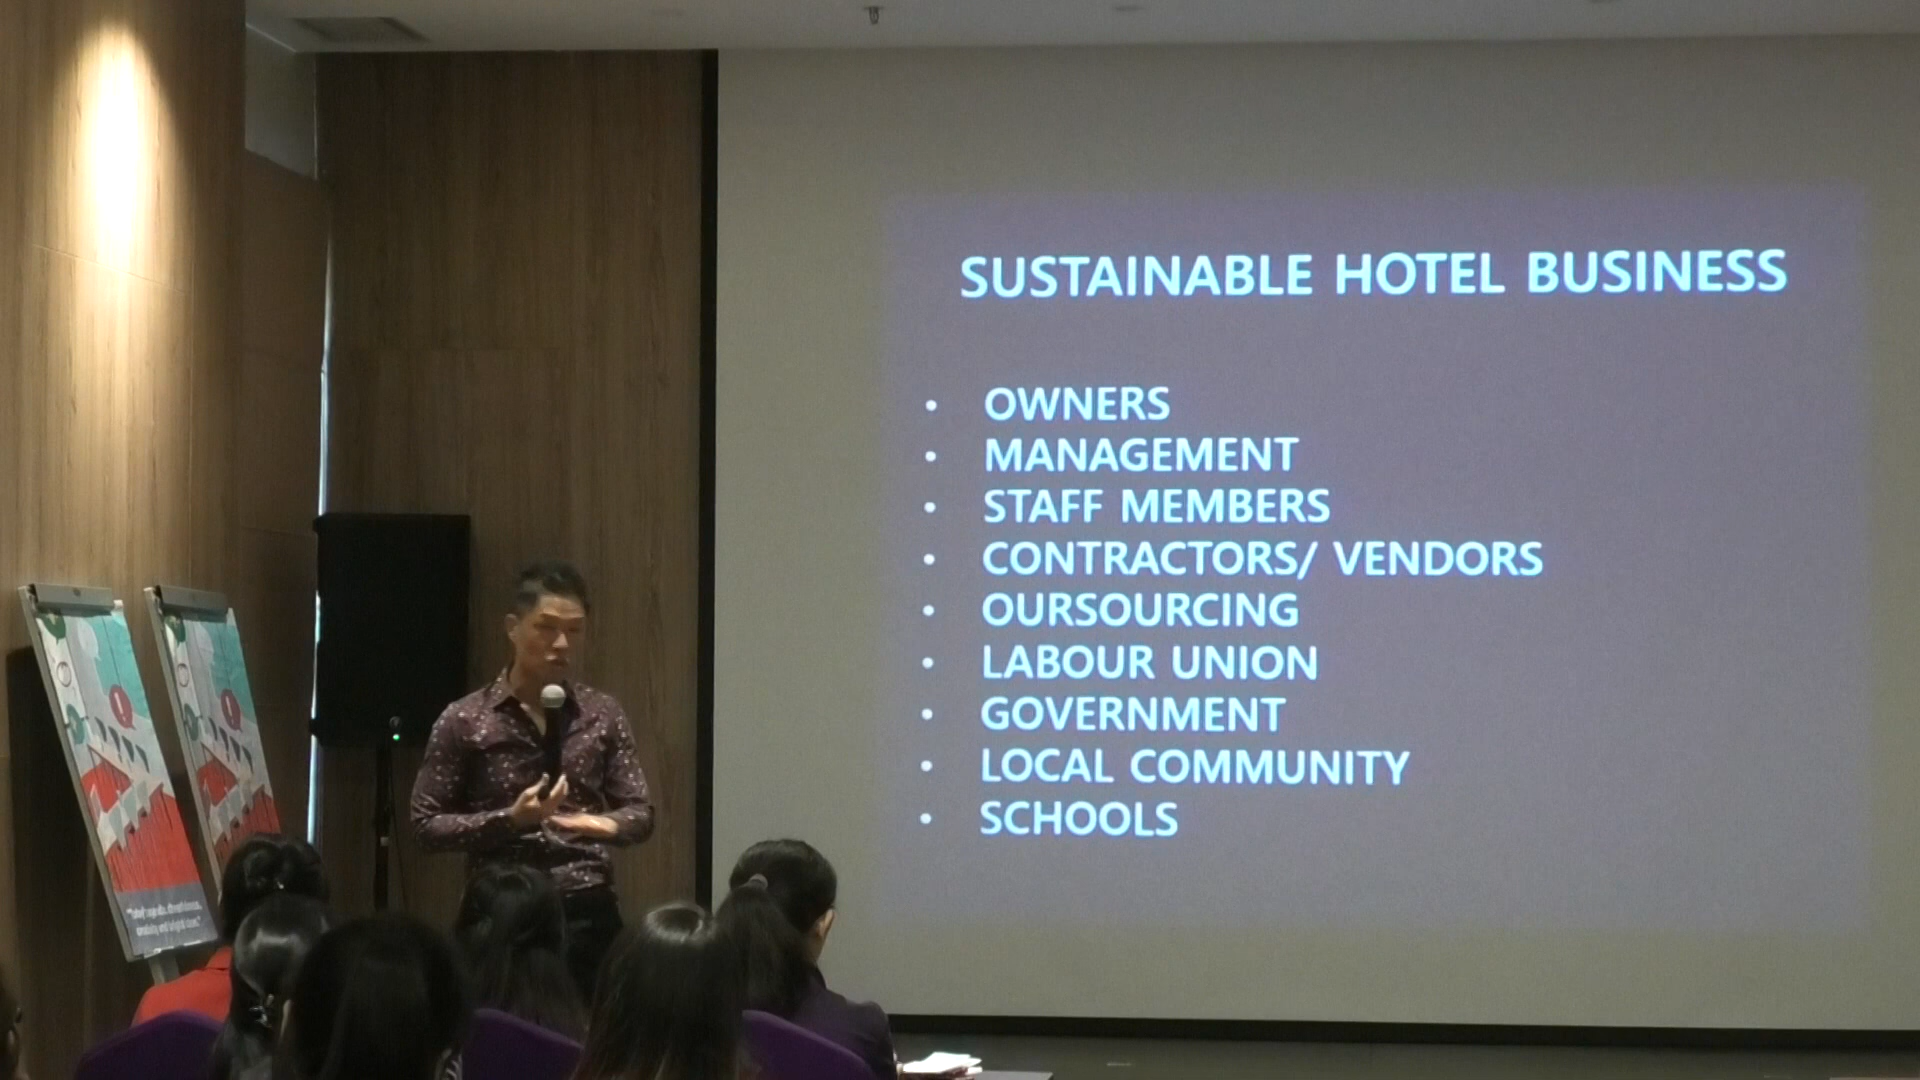 SUSTAINABLE HOTEL BUSINESS
• OWNERS
• MANAGEMENT
• STAFF MEMBERS
• CONTRACTORS/ VENDORS
• OURSOURCING
• LABOUR UNION
• GOVERNMENT
• LOCAL COMMUNITY
• SCHOOLS